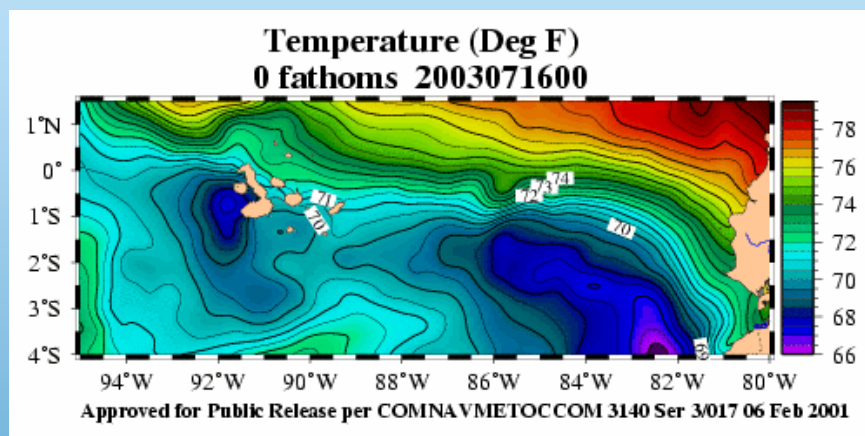 Temperature (Deg F)
0 fathoms 2003071600
1°N
0°
1°S
2°S
3°S
4°S
71
70
72
73
74
70
69
78
76
74
72
70
68
66
94°W 92°W 90°W 88°W 86°W 84°W 82°W 80°W
Approved for Public Release per COMNAVMETOCCOM 3140 Ser 3/017 06 Feb 2001